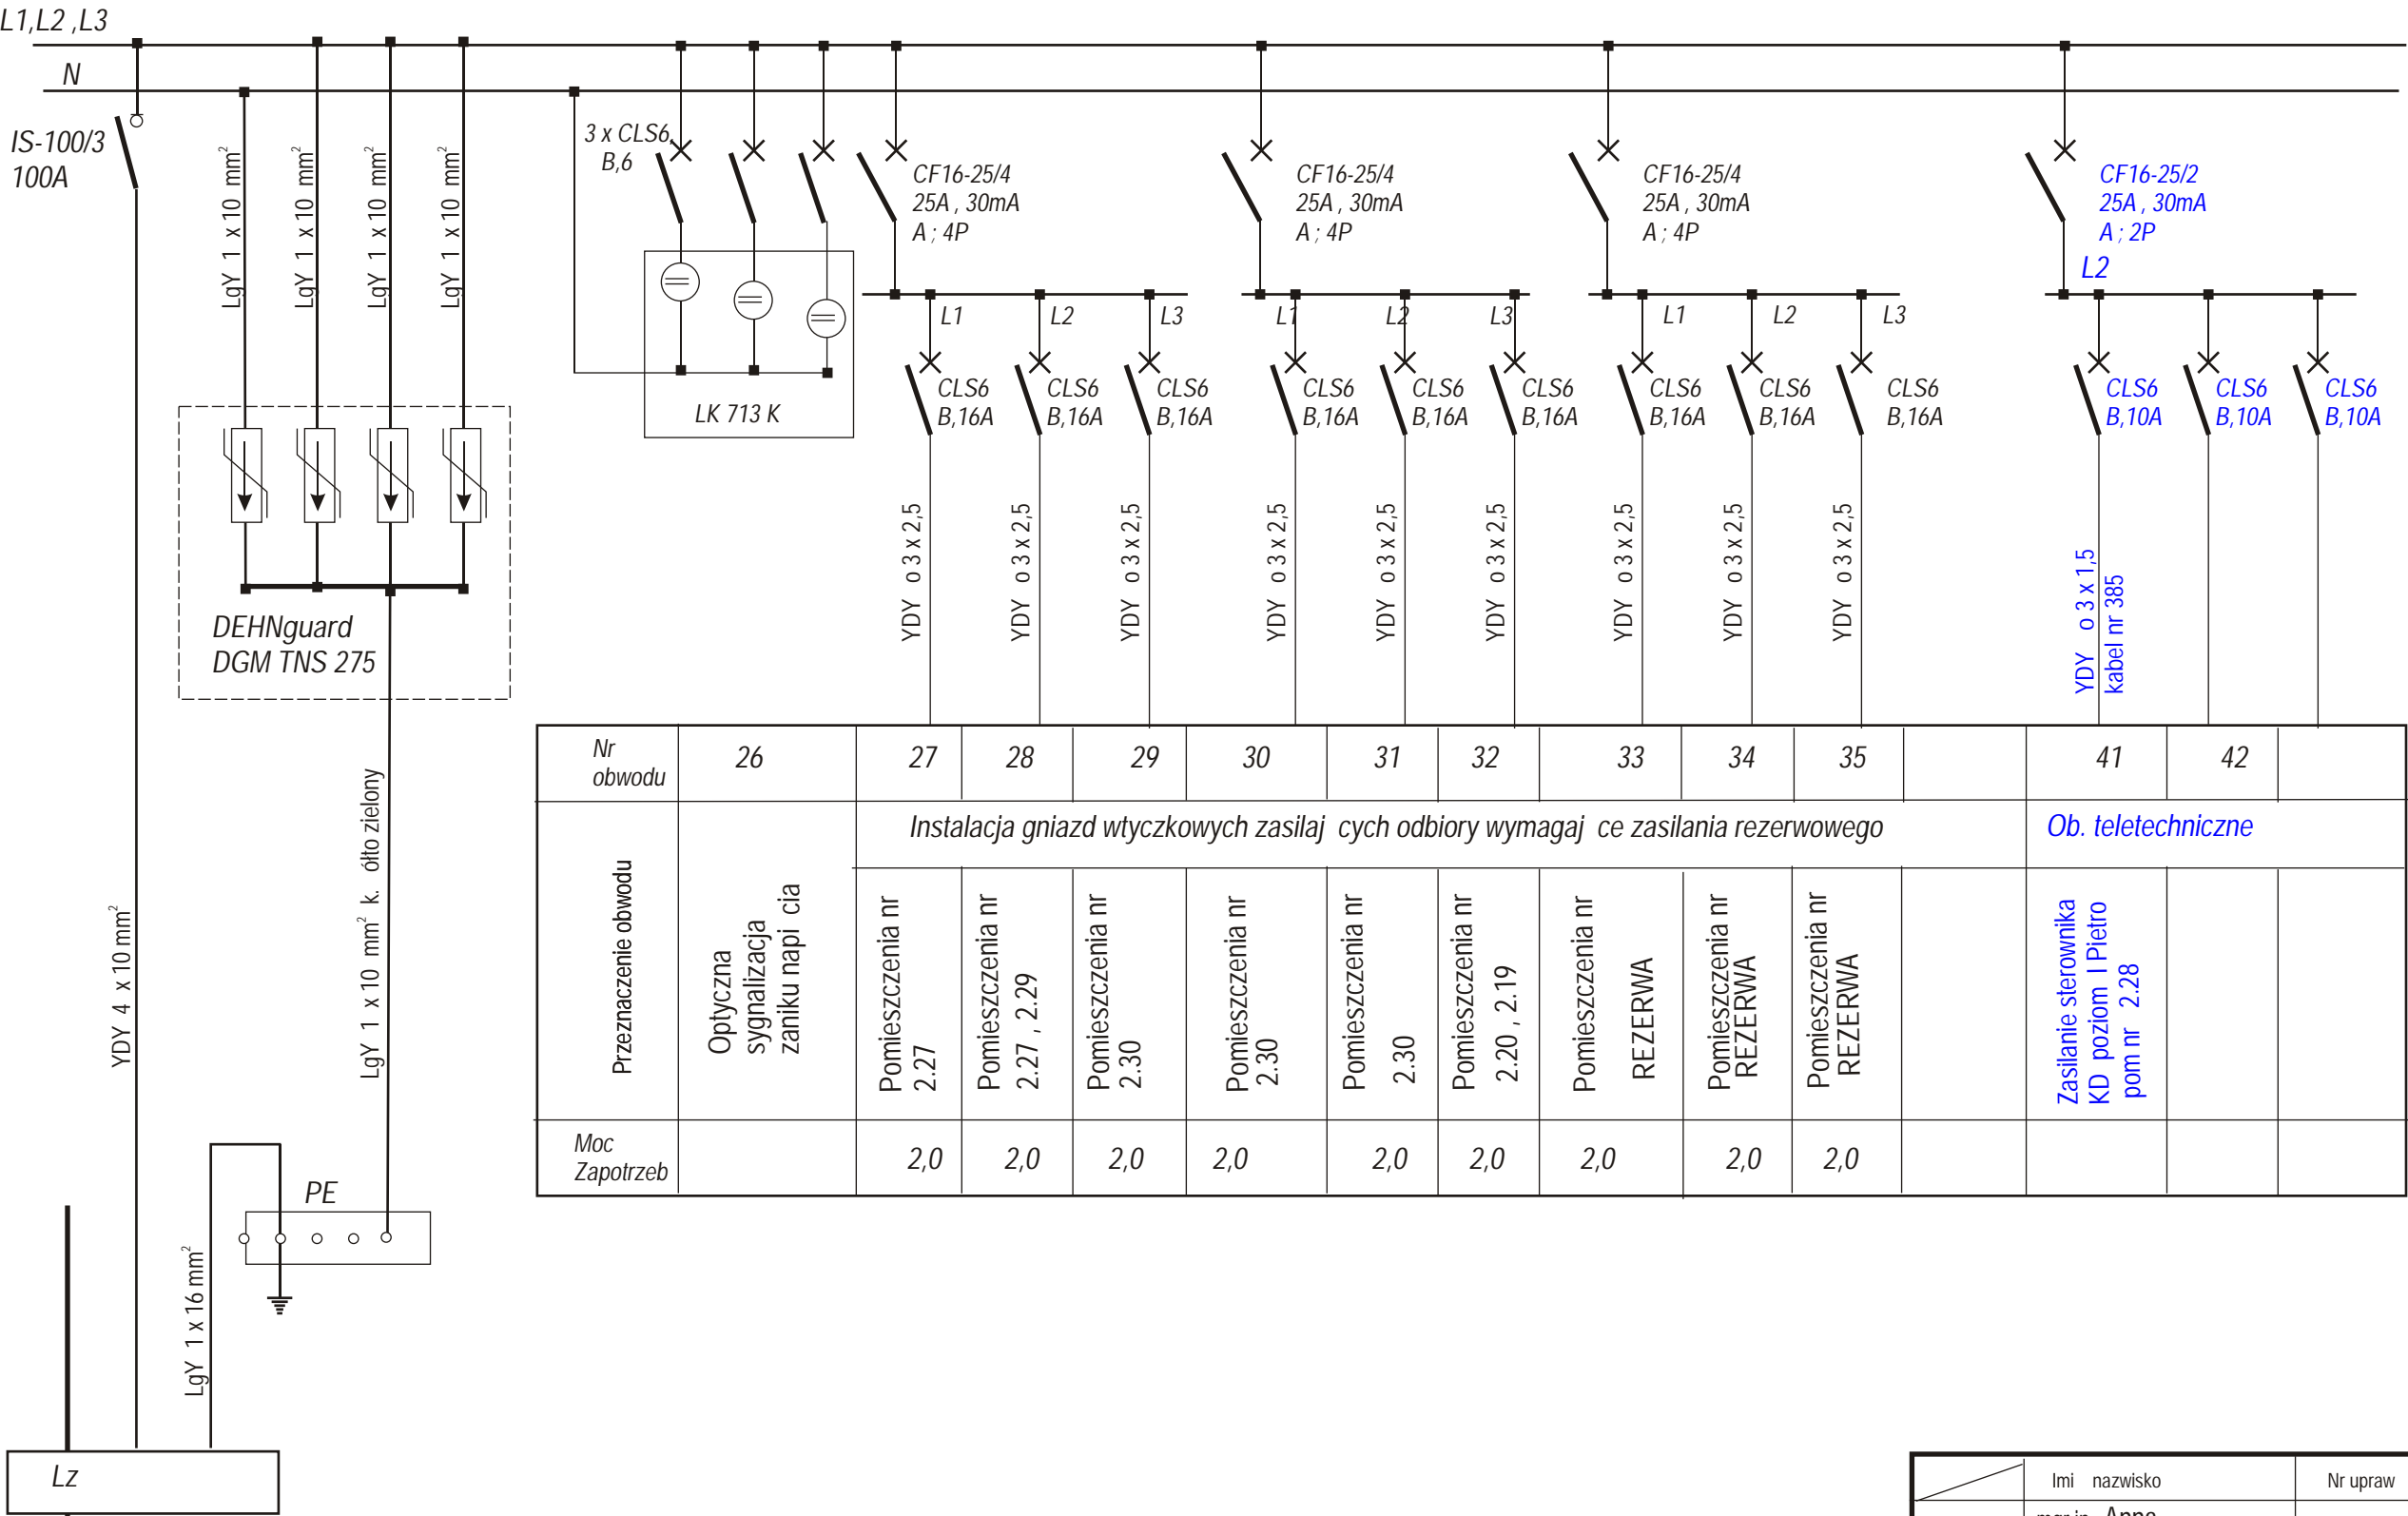 L1,L2 ,L3
N
IS-100/3
100A
LgY 1 x 10 mm²
LgY 1 x 10 mm²
LgY 1 x 10 mm²
LgY 1 x 10 mm²
3 x CLS6,
B,6
LK 713 K
CF16-25/4
25A , 30mA
A ; 4P
CF16-25/4
25A , 30mA
A ; 4P
CF16-25/4
25A , 30mA
A ; 4P
CF16-25/2
25A , 30mA
A ; 2P
L2
L1
L2
L3
L1
L2
L3
L1
L2
L3
CLS6
B,16A
CLS6
B,16A
CLS6
B,16A
CLS6
B,16A
CLS6
B,16A
CLS6
B,16A
CLS6
B,16A
CLS6
B,16A
CLS6
B,16A
CLS6
B,10A
CLS6
B,10A
CLS6
B,10A
YDY o 3 x 2,5
YDY o 3 x 2,5
YDY o 3 x 2,5
YDY o 3 x 2,5
YDY o 3 x 2,5
YDY o 3 x 2,5
YDY o 3 x 2,5
YDY o 3 x 2,5
YDY o 3 x 2,5
YDY o 3 x 1,5
kabel nr 385
DEHNguard
DGM TNS 275
Nr
obwodu
26
27
28
29
30
31
32
33
34
35
41
42
Przeznaczenie obwodu
Instalacja gniazd wtyczkowych zasilaj cych odbiory wymagaj ce zasilania rezerwowego
Ob. teletechniczne
Optyczna
sygnalizacja
zaniku napi cia
Pomieszczenia nr
2.27
Pomieszczenia nr
2.27 , 2.29
Pomieszczenia nr
2.30
Pomieszczenia nr
2.30
Pomieszczenia nr
2.30
Pomieszczenia nr
2.20 , 2.19
Pomieszczenia nr
REZERWA
Pomieszczenia nr
REZERWA
Pomieszczenia nr
REZERWA
Zasilanie sterownika
KD poziom I Pietro
pom nr 2.28
Moc
Zapotrzeb
2,0
2,0
2,0
2,0
2,0
2,0
2,0
2,0
2,0
YDY 4 x 10 mm²
LgY 1 x 10 mm² k. ółto zielony
PE
LgY 1 x 16 mm²
Lz
Imi nazwisko
Nr upraw